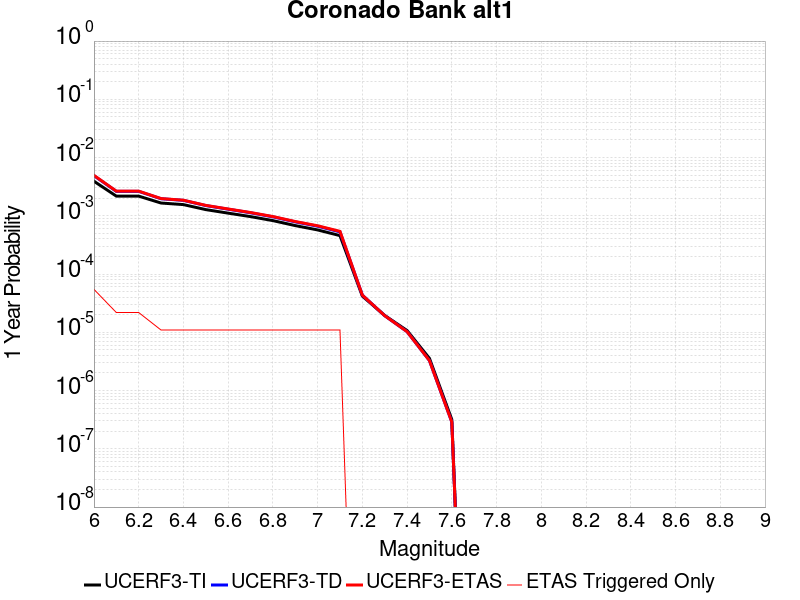 Coronado Bank alt1
10^0
10^-1
10^-2
10^-3
10^-4
10^-5
10^-6
10^-7
10^-8
1 Year Probability
6 6.2 6.4 6.6 6.8 7 7.2 7.4 7.6 7.8 8 8.2 8.4 8.6 8.8 9
Magnitude
UCERF3-TI UCERF3-TD UCERF3-ETAS ETAS Triggered Only